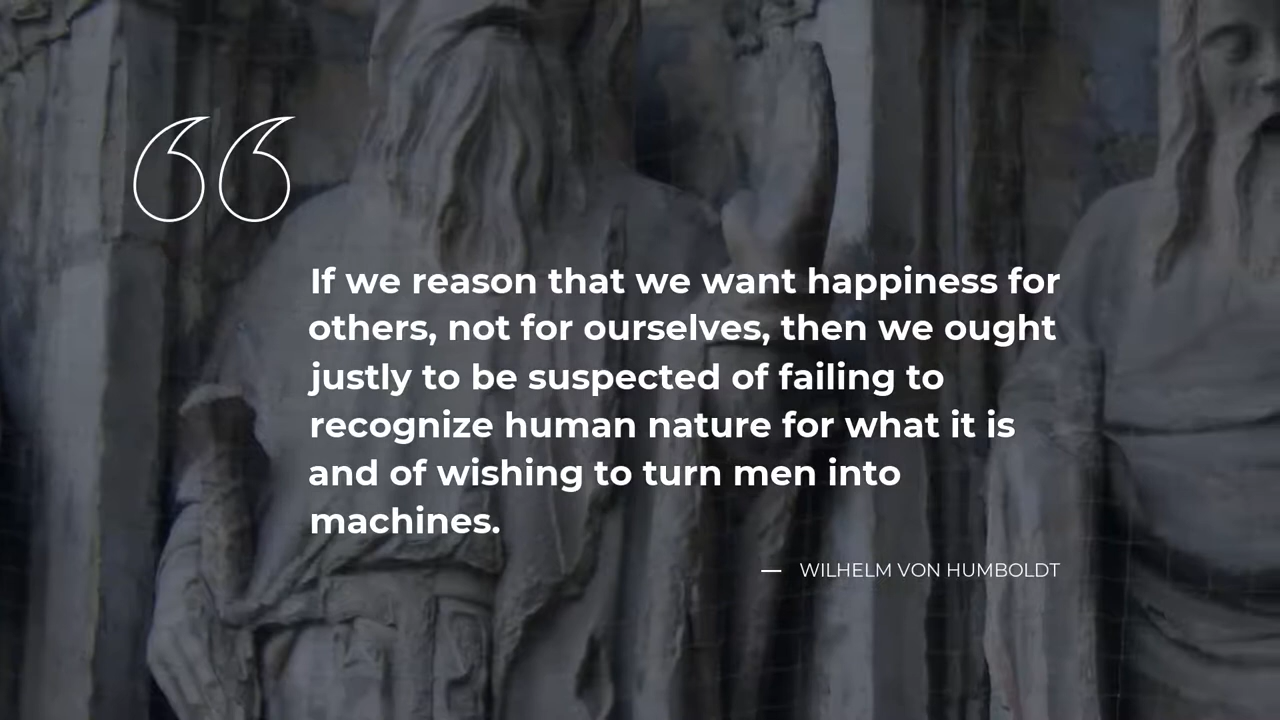 “
If we reason that we want happiness for
others, not for ourselves, then we ought
justly to be suspected of failing to
recognize human nature for what it is
and of wishing to turn men into
machines.
— WILHELM VON HUMBOLDT